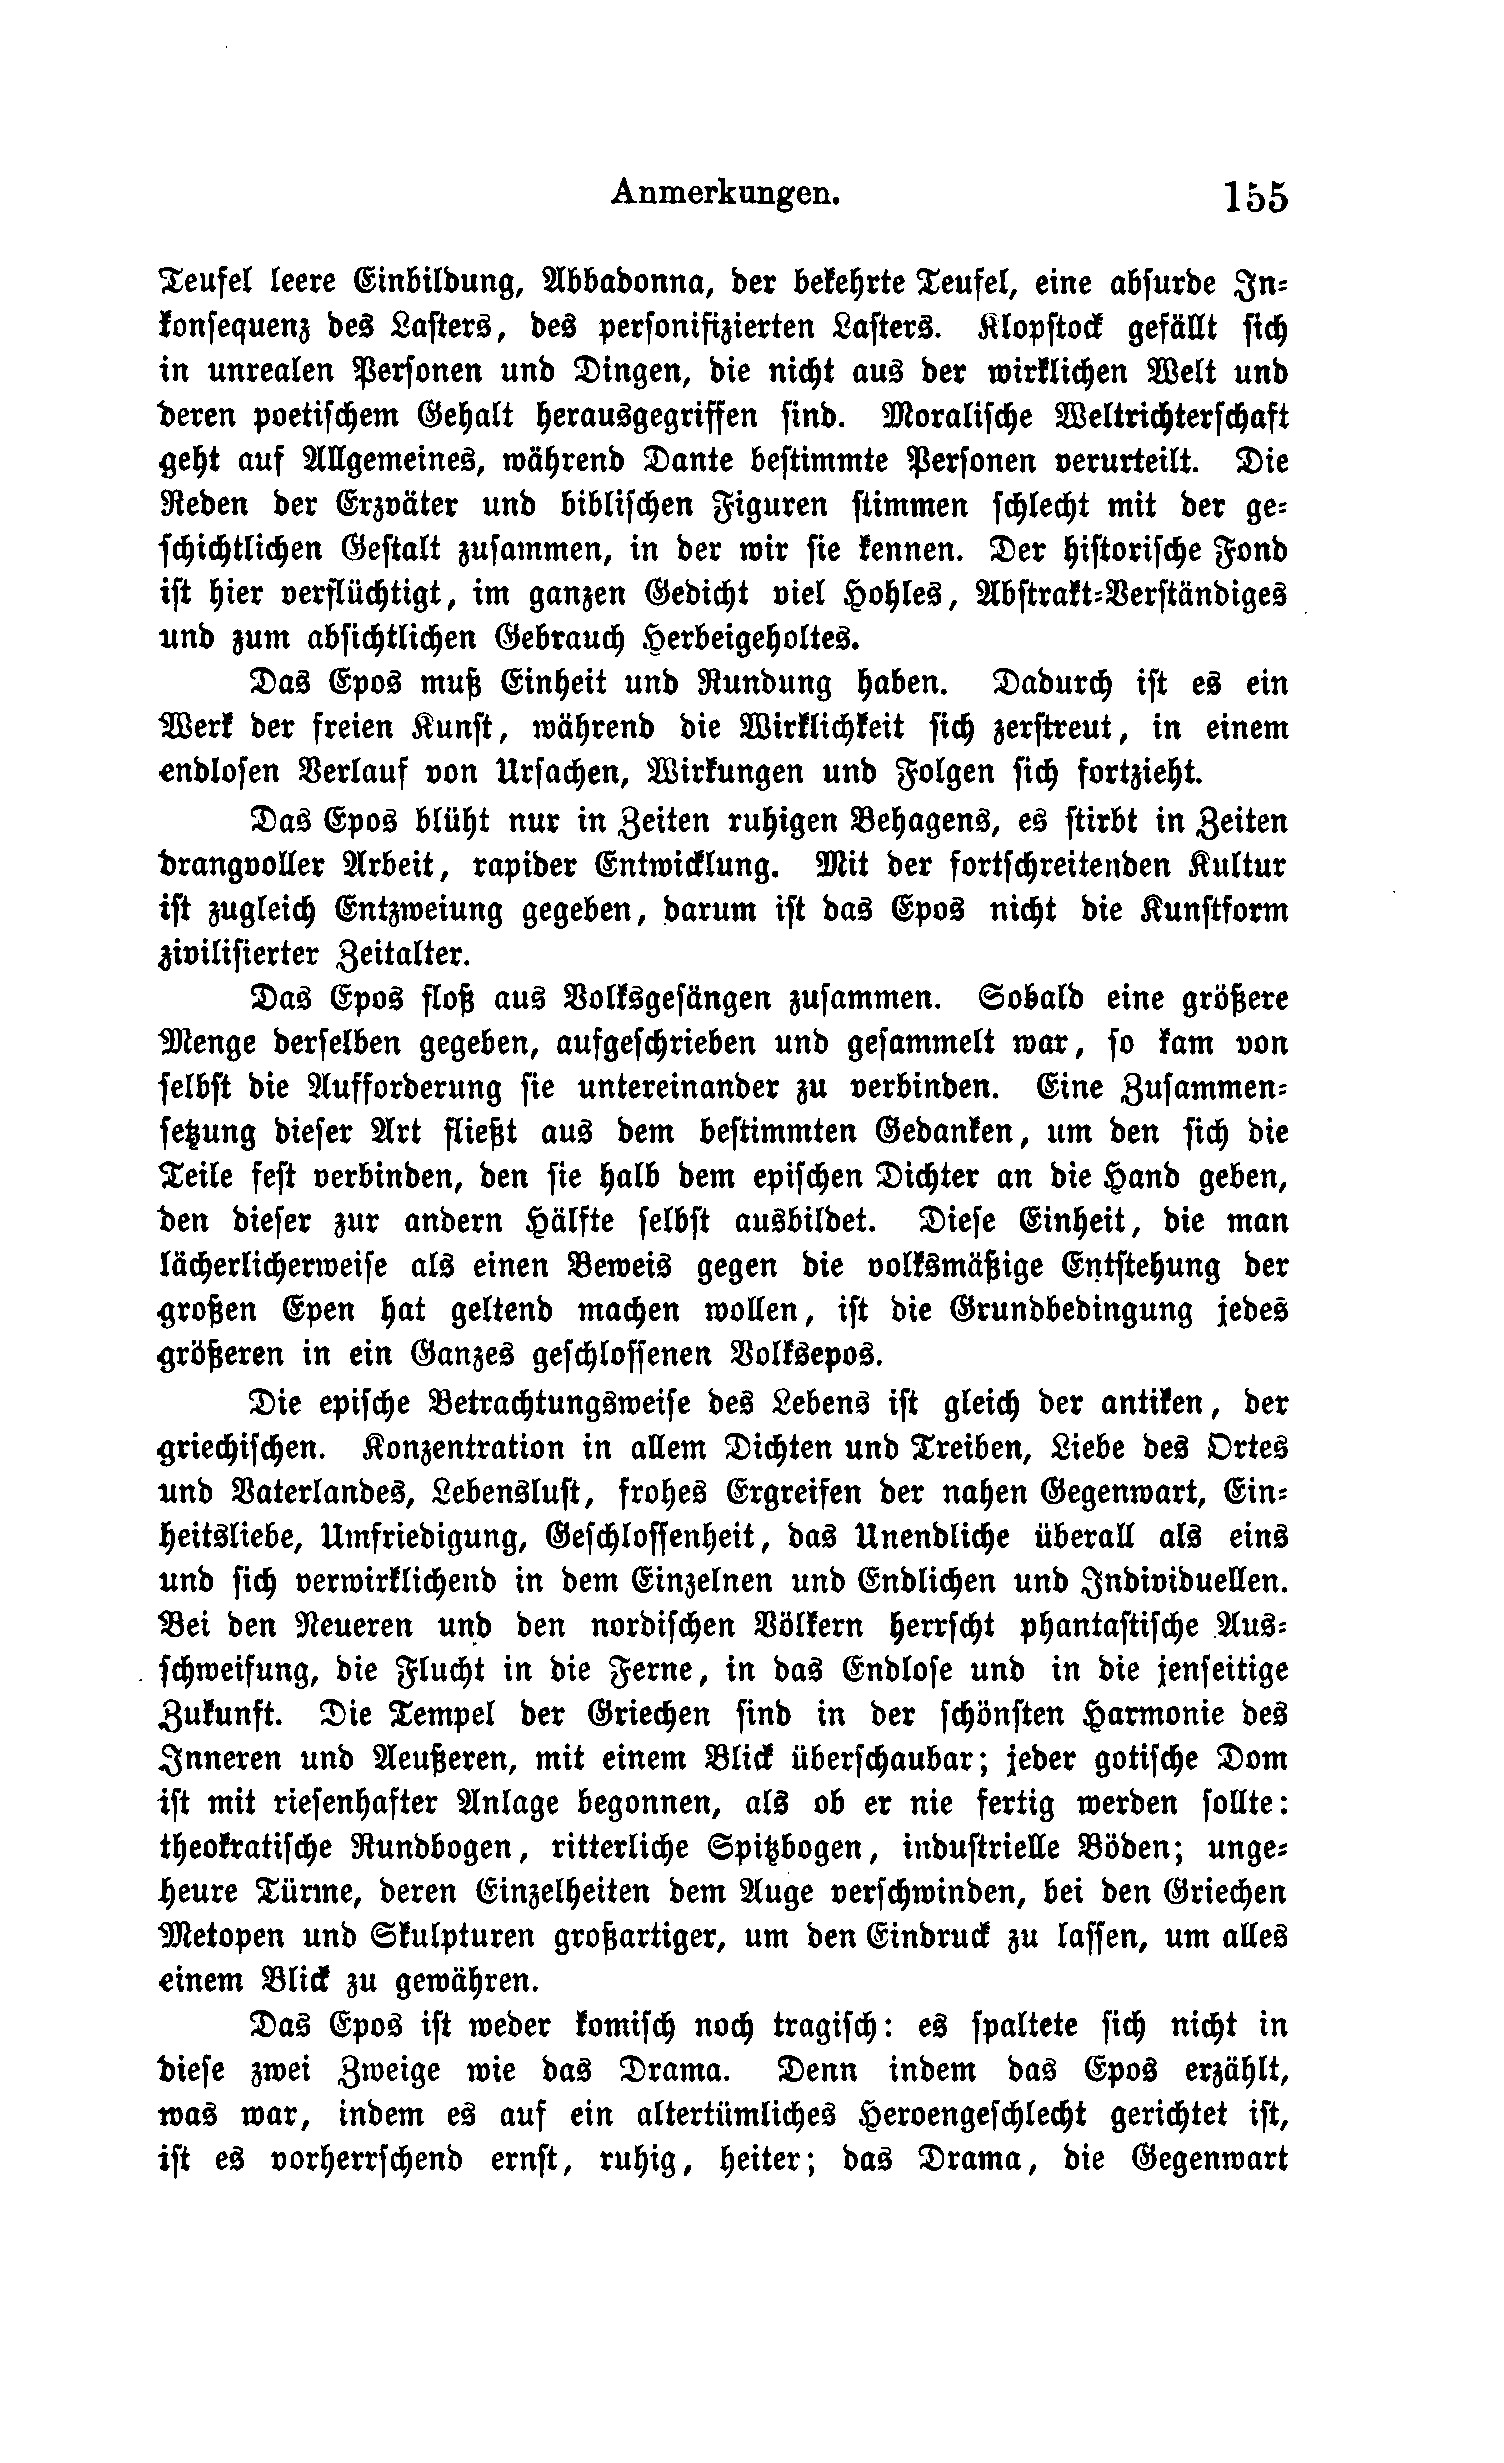 Anmerkungen. 155
Teufel leere Einbildung, Abbadonna, der bekehrte Teufel, eine absurde In-
konsequenz des Lasters, des personifizierten Lasters. Klopstock gefällt sich
in unrealen Personen und Dingen, die nicht aus der wirklichen Welt und
deren poetischem Gehalt herausgegriffen sind. Moralische Weltrichterschaft
geht auf Allgemeines, während Dante bestimmte Personen verurteilt. Die
Reden der Erzväter und biblischen Figuren stimmen schlecht mit der ge-
schichtlichen Gestalt zusammen, in der wir sie kennen. Der historische Fond
ist hier verflüchtigt, im ganzen Gedicht viel Hohles, Abstrakt-Verständiges
und zum absichtlichen Gebrauch Herbeigeholtes.
Das Epos muß Einheit und Rundung haben. Dadurch ist es ein
Werk der freien Kunst, während die Wirklichkeit sich zerstreut, in einem
endlosen Verlauf von Ursachen, Wirkungen und Folgen sich fortzieht.
Das Epos blüht nur in Zeiten ruhigen Behagens, es stirbt in Zeiten
drangvoller Arbeit, rapider Entwicklung. Mit der fortschreitenden Kultur
ist zugleich Entzweiung gegeben, darum ist das Epos nicht die Kunstform
zivilisierter Zeitalter.
Das Epos floß aus Volksgesängen zusammen. Sobald eine größere
Menge derselben gegeben, aufgeschrieben und gesammelt war, so kam von
selbst die Aufforderung sie untereinander zu verbinden. Eine Zusammen-
setzung dieser Art fließt aus dem bestimmten Gedanken, um den sich die
Teile fest verbinden, den sie halb dem epischen Dichter an die Hand geben,
den dieser zur andern Hälfte selbst ausbildet. Diese Einheit, die man
lächerlicherweise als einen Beweis gegen die volksmäßige Entstehung der
großen Epen hat geltend machen wollen, ist die Grundbedingung jedes
größeren in ein Ganzes geschlossenen Volksepos.
Die epische Betrachtungsweise des Lebens ist gleich der antiken, der
griechischen. Konzentration in allem Dichten und Treiben, Liebe des Ortes
und Vaterlandes, Lebenslust, frohes Ergreifen der nahen Gegenwart, Ein-
heitsliebe, Umfriedigung, Geschlossenheit, das Unendliche überall als eins
und sich verwirklichend in dem Einzelnen und Endlichen und Individuellen.
Bei den Neueren und den nordischen Völkern herrscht phantastische Aus-
schweifung, die Flucht in die Ferne, in das Endlose und in die jenseitige
Zukunft. Die Tempel der Griechen sind in der schönsten Harmonie des
Inneren und Aeußeren, mit einem Blick überschaubar; jeder gotische Dom
ist mit riesenhafter Anlage begonnen, als ob er nie fertig werden sollte:
theokratische Rundbogen, ritterliche Spitzbogen, industrielle Böden; unge-
heure Türme, deren Einzelheiten dem Auge verschwinden, bei den Griechen
Metopen und Skulpturen großartiger, um den Eindruck zu lassen, um alles
einem Blick zu gewähren.
Das Epos ist weder komisch noch tragisch: es spaltete sich nicht in
diese zwei Zweige wie das Drama. Denn indem das Epos erzählt,
was war, indem es auf ein altertümliches Heroengeschlecht gerichtet ist,
ist es vorherrschend ernst, ruhig, heiter; das Drama, die Gegenwart